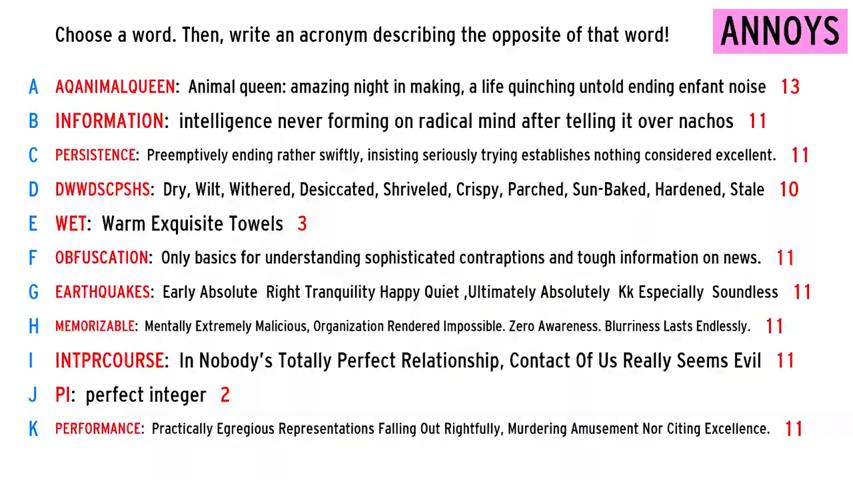 Choose a word. Then, write an acronym describing the opposite of that word!
ANNOYS
A AQANIMALQUEEN: Animal queen: amazing night in making, a life quinching untold ending enfant noise 13
B INFORMATION: intelligence never forming on radical mind after telling it over nachos 11
C PERSISTENCE: Preemptively ending rather swiftly, insisting seriously trying establishes nothing considered excellent. 11
D DWWDSCPSHS: Dry, Wilt, Withered, Desiccated, Shriveled, Crispy, Parched, Sun-Baked, Hardened, Stale 10
E WET: Warm Exquisite Towels 3
F OBFUSCATION: Only basics for understanding sophisticated contraptions and tough information on news. 11
G EARTHQUAKES: Early Absolute Right Tranquility Happy Quiet ,Ultimately Absolutely Kk Especially Soundless 11
H MEMORIZABLE: Mentally Extremely Malicious, Organization Rendered Impossible. Zero Awareness. Blurriness Lasts Endlessly. 11
I INTPRCOURSE: In Nobody's Totally Perfect Relationship, Contact Of Us Really Seems Evil 11
J PI: perfect integer 2
K PERFORMANCE: Practically Egregious Representations Falling Out Rightfully, Murdering Amusement Nor Citing Excellence. 11